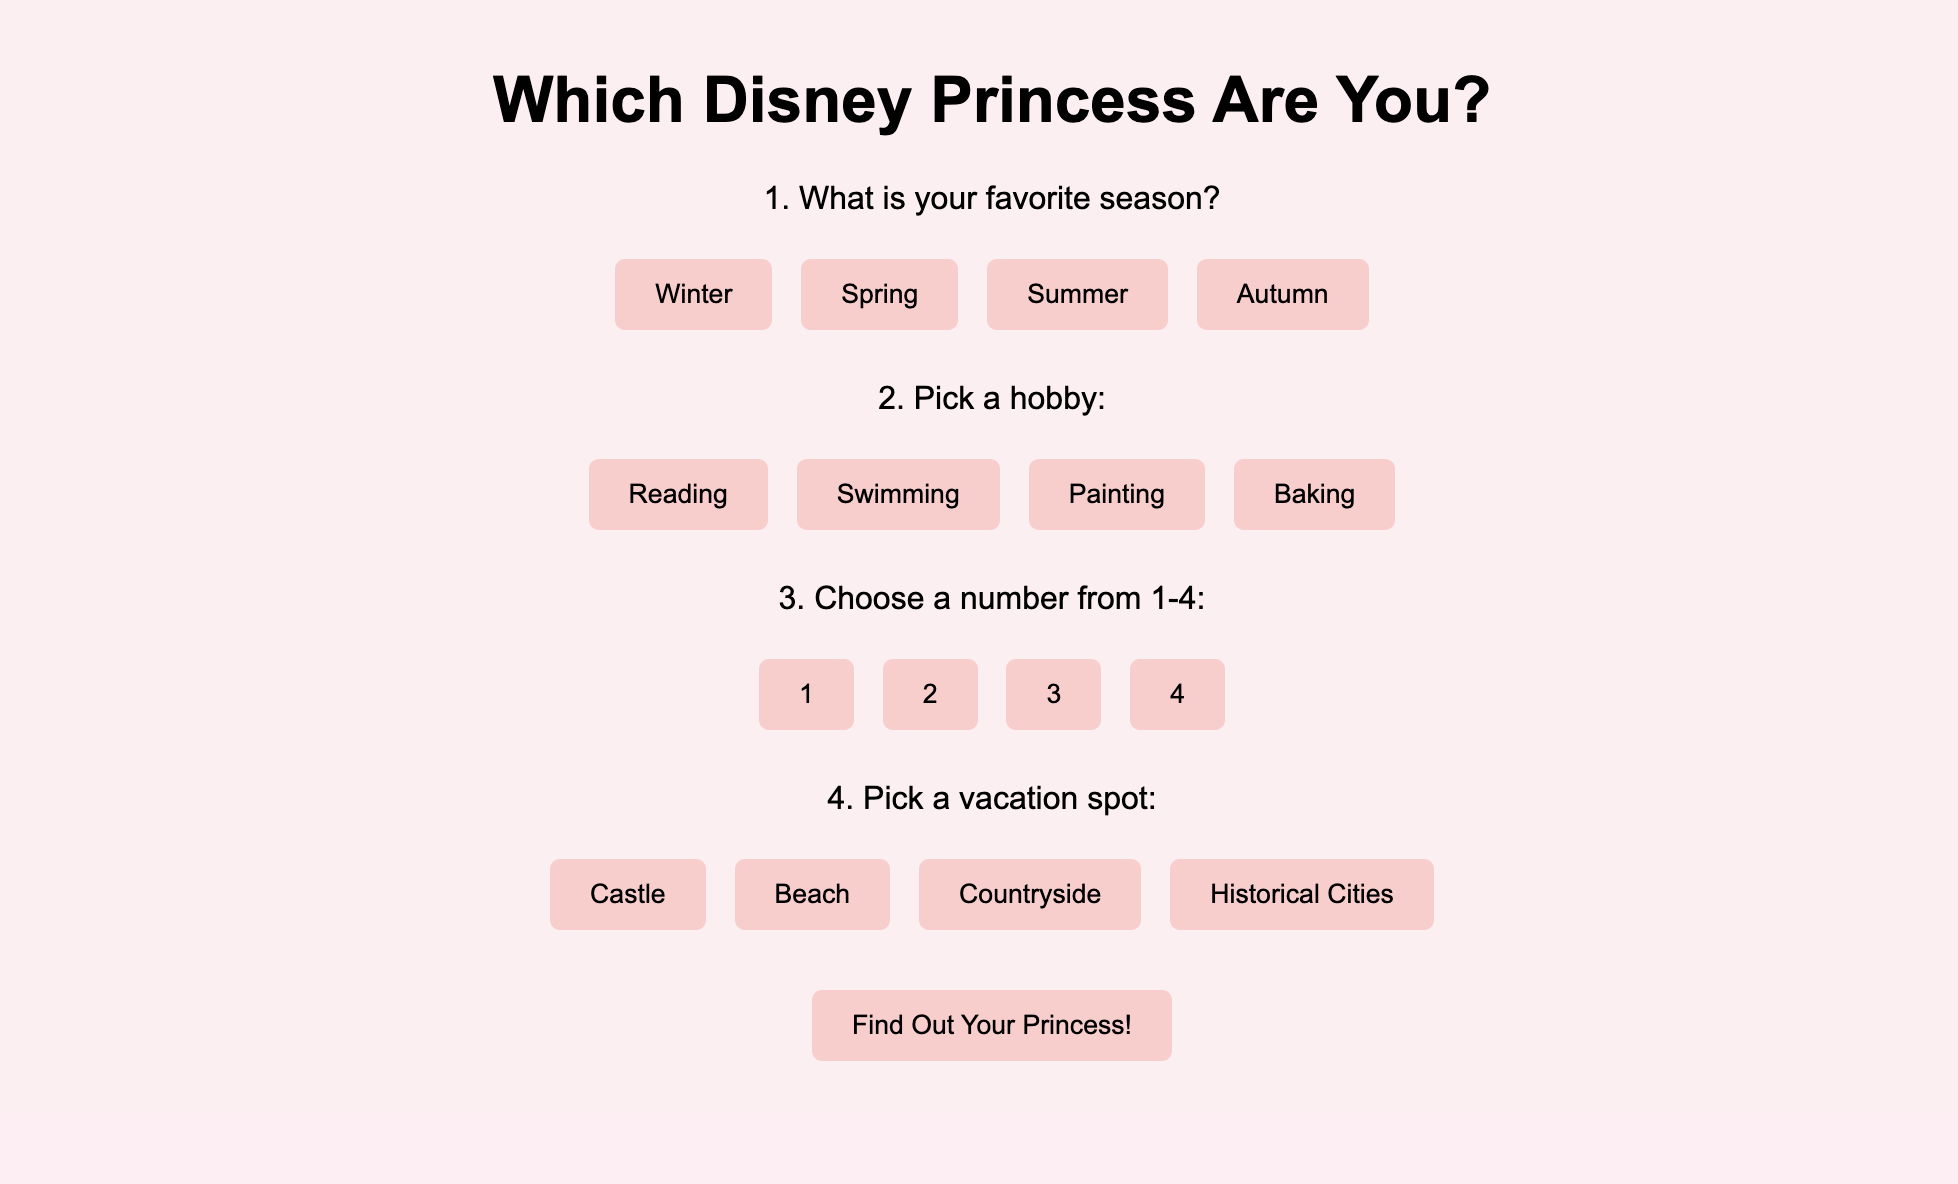 Which Disney Princess Are You?
1. What is your favorite season?
Winter Spring Summer Autumn
2. Pick a hobby:
Reading Swimming Painting Baking
3. Choose a number from 1-4:
1 2 3 4
4. Pick a vacation spot:
Castle Beach Countryside Historical Cities
Find Out Your Princess!